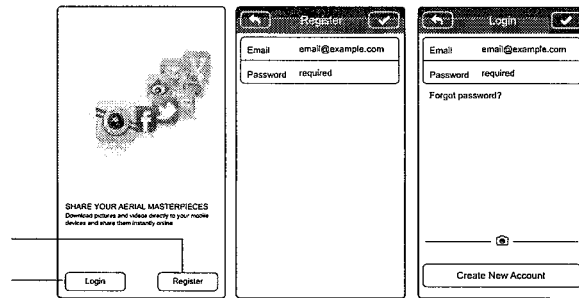 SHARE YOUR AERIAL MASTERPIECES
Download pictures and videos directly to your mobile
devices and share them instantly online
Login
Register
Register
Email email@example.com
Password required
Login
Email email@example.com
Password required
Forgot password?
Create New Account